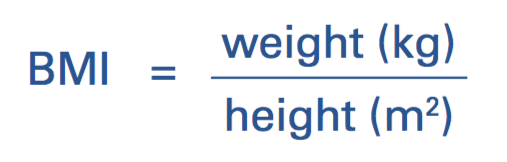 BMI = weight (kg)
height (m²)